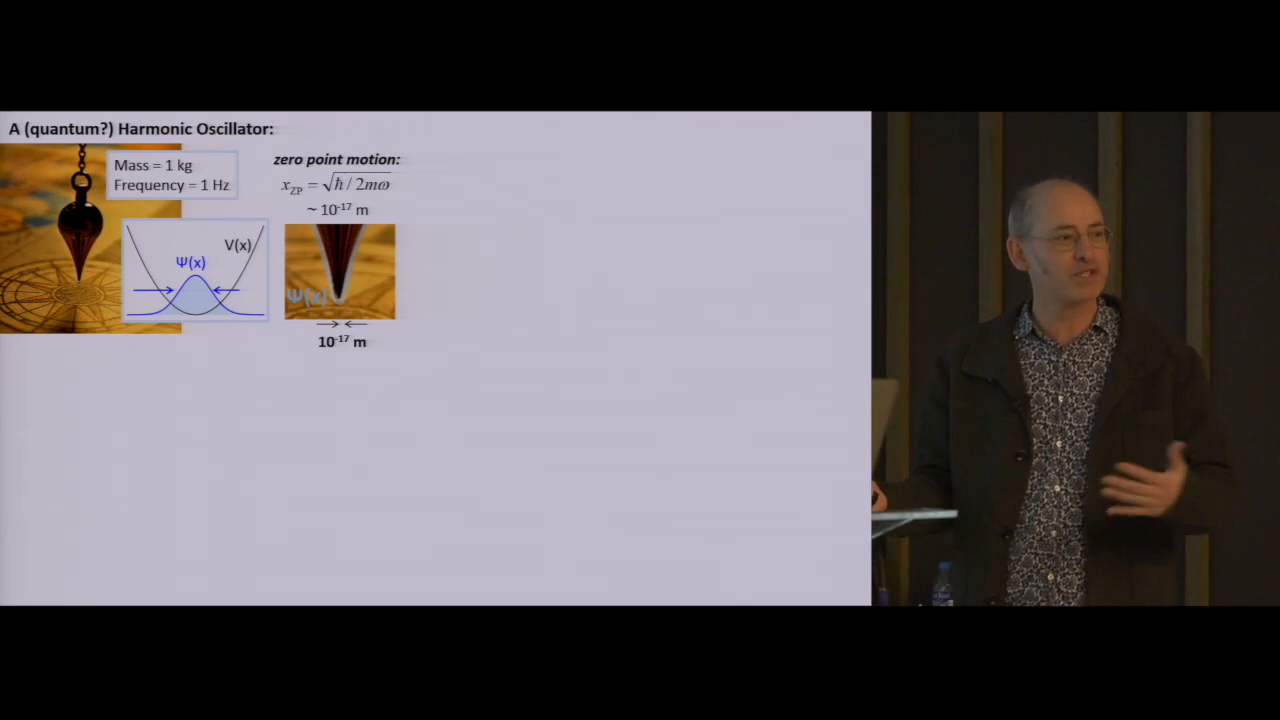 A (quantum?) Harmonic Oscillator:
Mass = 1 kg
Frequency = 1 Hz
zero point motion:
x_ZP = √ħ / 2mω
~ 10⁻¹⁷ m
V(x)
Ψ(x)
Ψ(x)
10⁻¹⁷ m